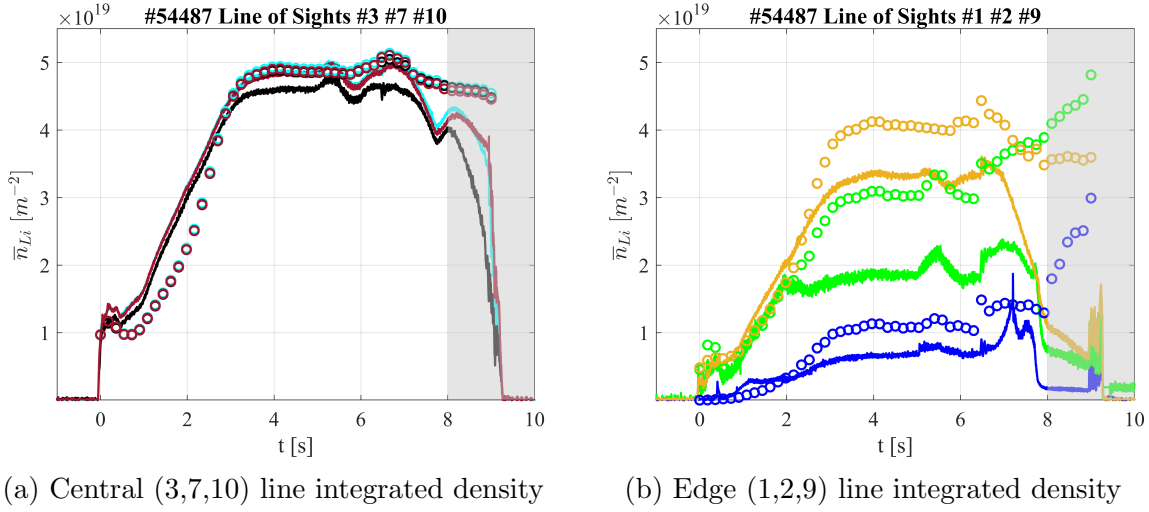 #54487 Line of Sights #3 #7 #10
×10^19
5
4
3
2
1
n̅_Li [m^-2]
0 2 4 6 8 10
t [s]
(a) Central (3,7,10) line integrated density
#54487 Line of Sights #1 #2 #9
×10^19
5
4
3
2
1
n̅_Li [m^-2]
0 2 4 6 8 10
t [s]
(b) Edge (1,2,9) line integrated density